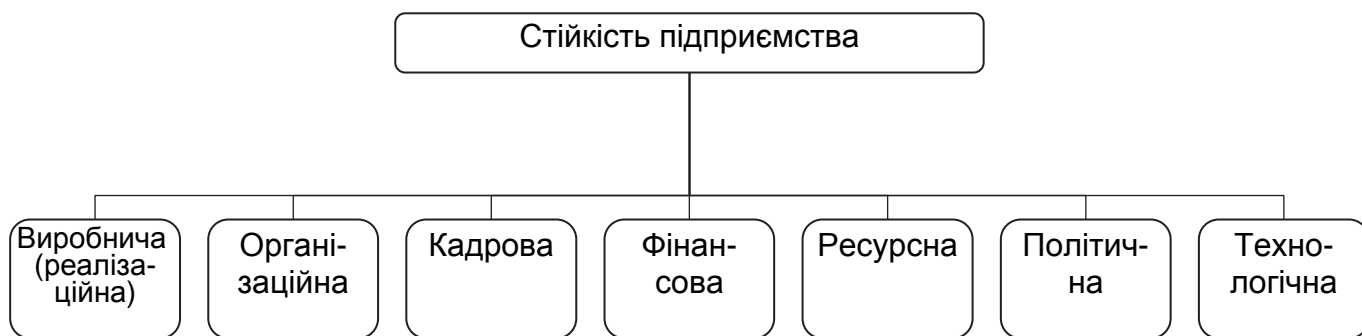 Стійкість підприємства
Виробнича
(реаліза-
ційна)
Органі-
заційна
Кадрова
Фінан-
сова
Ресурсна
Політич-
на
Техно-
логічна